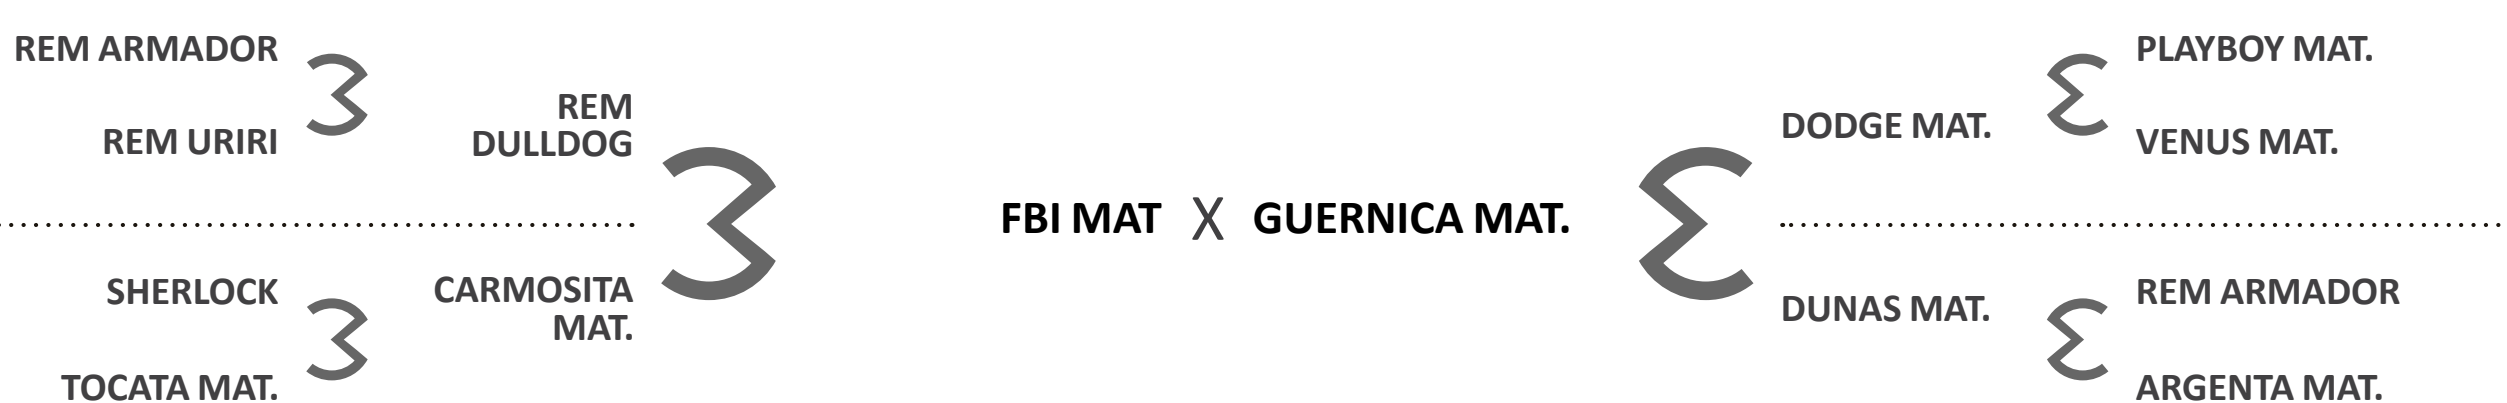 REM ARMADOR
REM URIRI
REM
DULLDOG
SHERLOCK
TOCATA MAT.
CARMOSITA
MAT.
FBI MAT X GUERNICA MAT.
DODGE MAT.
PLAYBOY MAT.
VENUS MAT.
DUNAS MAT.
REM ARMADOR
ARGENTA MAT.